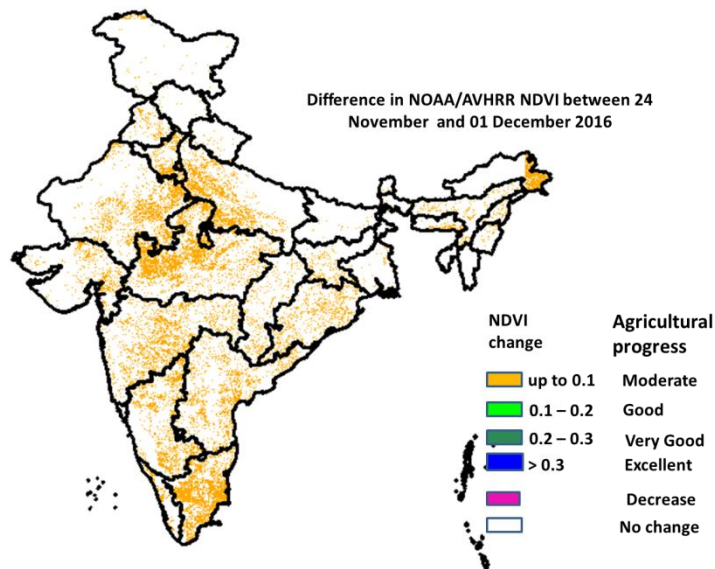 Difference in NOAA/AVHRR NDVI between 24
November and 01 December 2016
NDVI
change
Agricultural
progress
up to 0.1 Moderate
0.1 – 0.2 Good
0.2 – 0.3 Very Good
> 0.3 Excellent
Decrease
No change